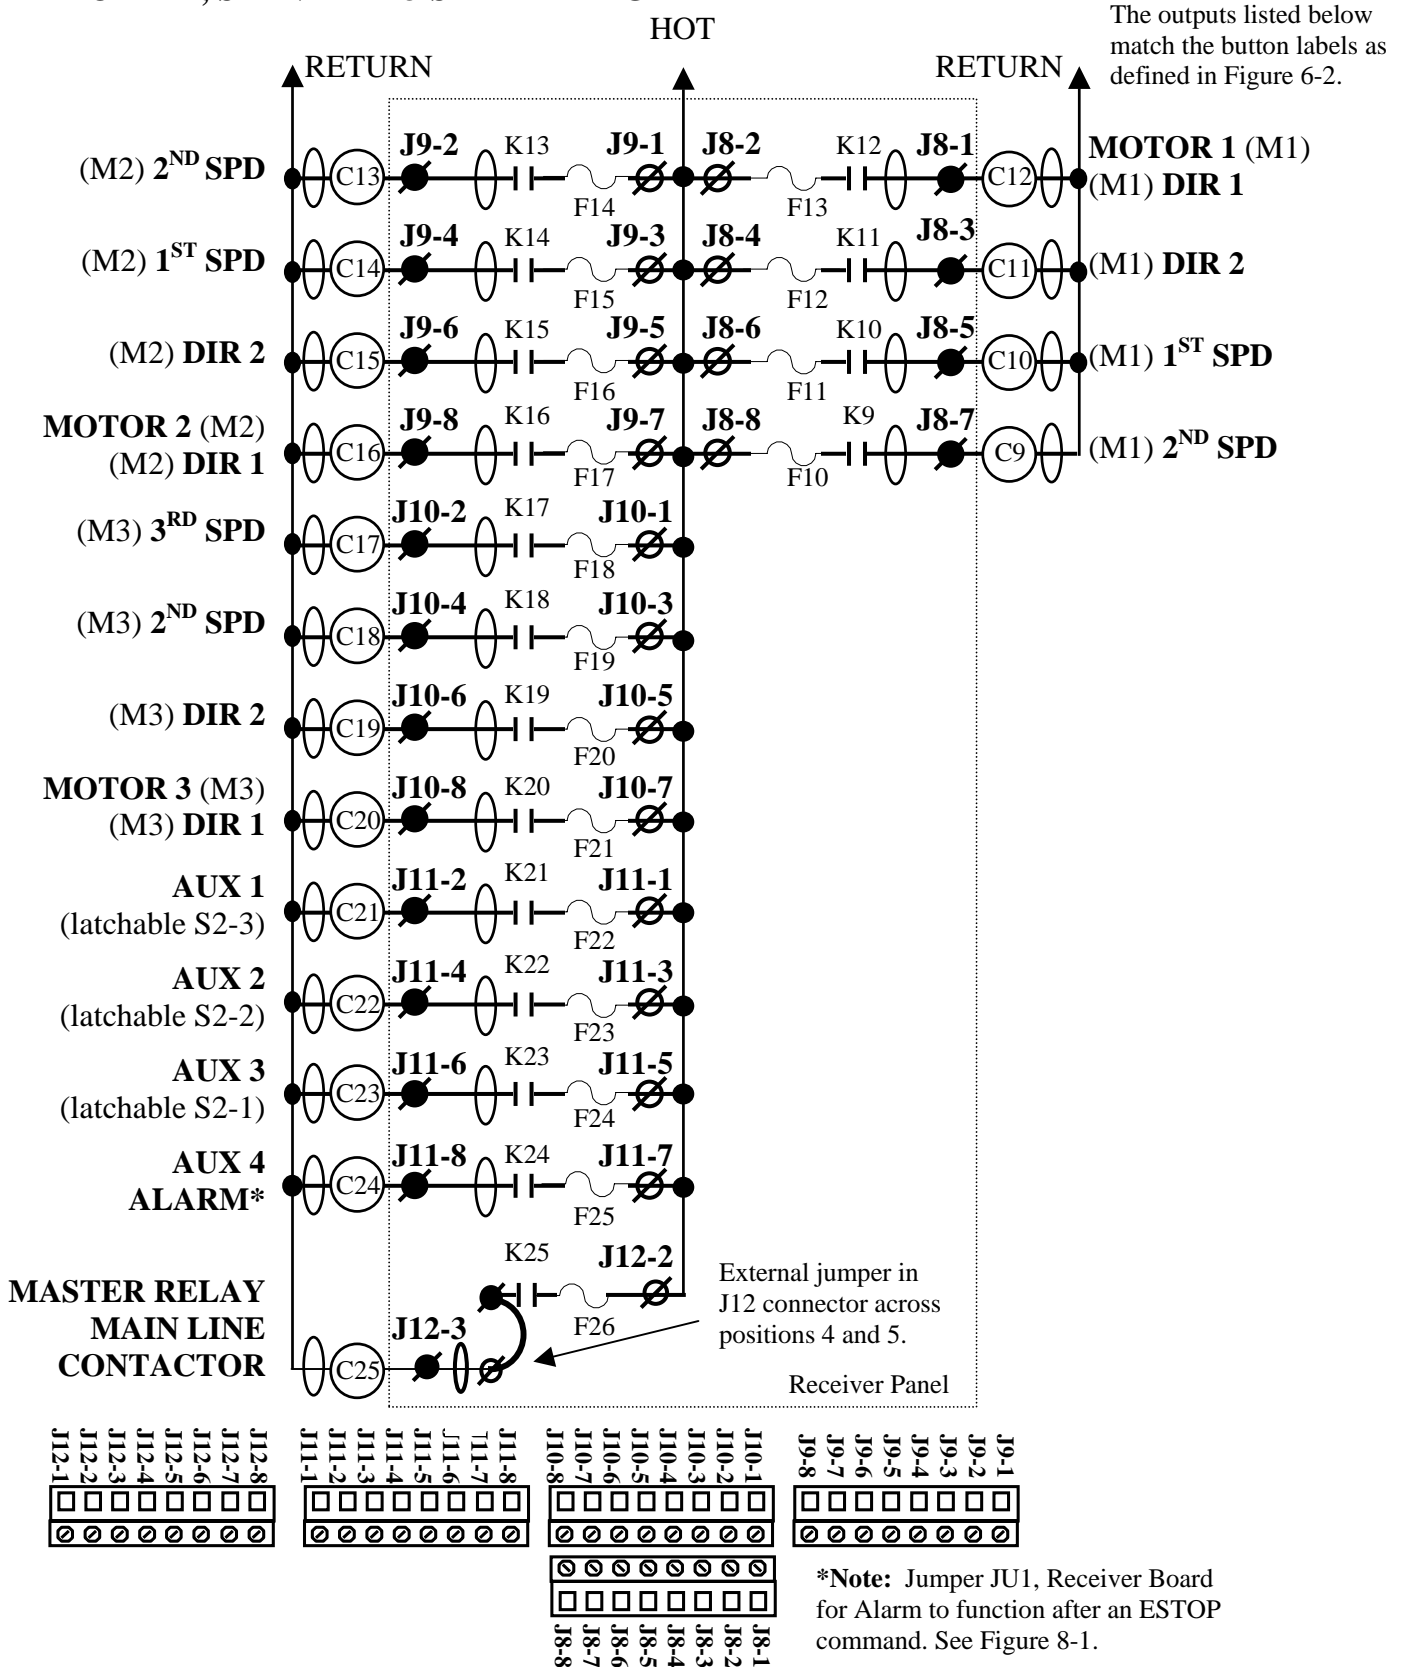 HOT
The outputs listed below
match the button labels as
defined in Figure 6-2.
RETURN
RETURN
(M2) 2ND SPD
C13
J9-2
K13
F14
J9-1
J8-2
F13
K12
J8-1
C12
MOTOR 1 (M1)
(M1) DIR 1
(M2) 1ST SPD
C14
J9-4
K14
F15
J9-3
J8-4
F12
K11
J8-3
C11
(M1) DIR 2
(M2) DIR 2
C15
J9-6
K15
F16
J9-5
J8-6
F11
K10
J8-5
C10
(M1) 1ST SPD
MOTOR 2 (M2)
(M2) DIR 1
C16
J9-8
K16
F17
J9-7
J8-8
F10
K9
J8-7
C9
(M1) 2ND SPD
(M3) 3RD SPD
C17
J10-2
K17
F18
J10-1
(M3) 2ND SPD
C18
J10-4
K18
F19
J10-3
(M3) DIR 2
C19
J10-6
K19
F20
J10-5
MOTOR 3 (M3)
(M3) DIR 1
C20
J10-8
K20
F21
J10-7
AUX 1
(latchable S2-3)
C21
J11-2
K21
F22
J11-1
AUX 2
(latchable S2-2)
C22
J11-4
K22
F23
J11-3
AUX 3
(latchable S2-1)
C23
J11-6
K23
F24
J11-5
AUX 4
ALARM*
C24
J11-8
K24
F25
J11-7
MASTER RELAY
MAIN LINE
CONTACTOR
C25
J12-3
K25
F26
J12-2
External jumper in
J12 connector across
positions 4 and 5.
Receiver Panel
J12-1
J12-2
J12-3
J12-4
J12-5
J12-6
J12-7
J12-8
J11-1
J11-2
J11-3
J11-4
J11-5
J11-6
J11-7
J11-8
J10-8
J10-7
J10-6
J10-5
J10-4
J10-3
J10-2
J10-1
J9-8
J9-7
J9-6
J9-5
J9-4
J9-3
J9-2
J9-1
J8-8
J8-7
J8-6
J8-5
J8-4
J8-3
J8-2
J8-1
*Note: Jumper JU1, Receiver Board
for Alarm to function after an ESTOP
command. See Figure 8-1.